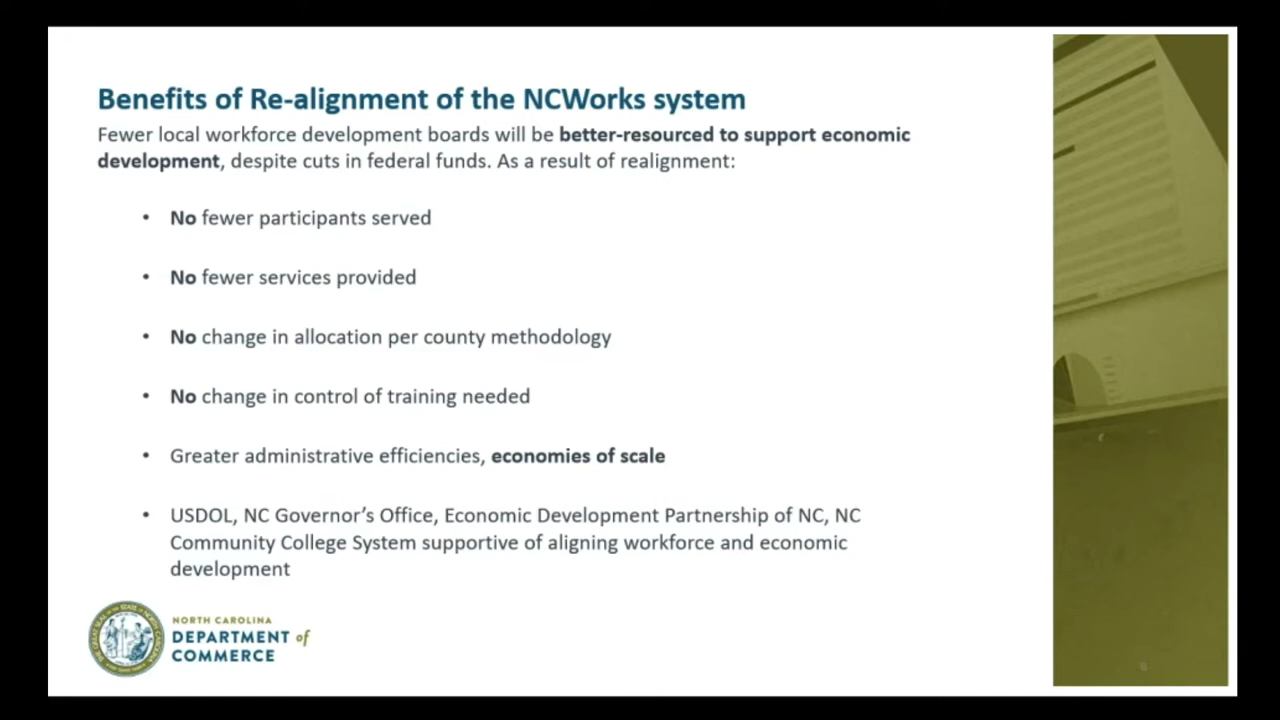 Benefits of Re-alignment of the NCWorks system
Fewer local workforce development boards will be better-resourced to support economic
development, despite cuts in federal funds. As a result of realignment:
• No fewer participants served
• No fewer services provided
• No change in allocation per county methodology
• No change in control of training needed
• Greater administrative efficiencies, economies of scale
• USDOL, NC Governor's Office, Economic Development Partnership of NC, NC
Community College System supportive of aligning workforce and economic
development
NORTH CAROLINA
DEPARTMENT of
COMMERCE